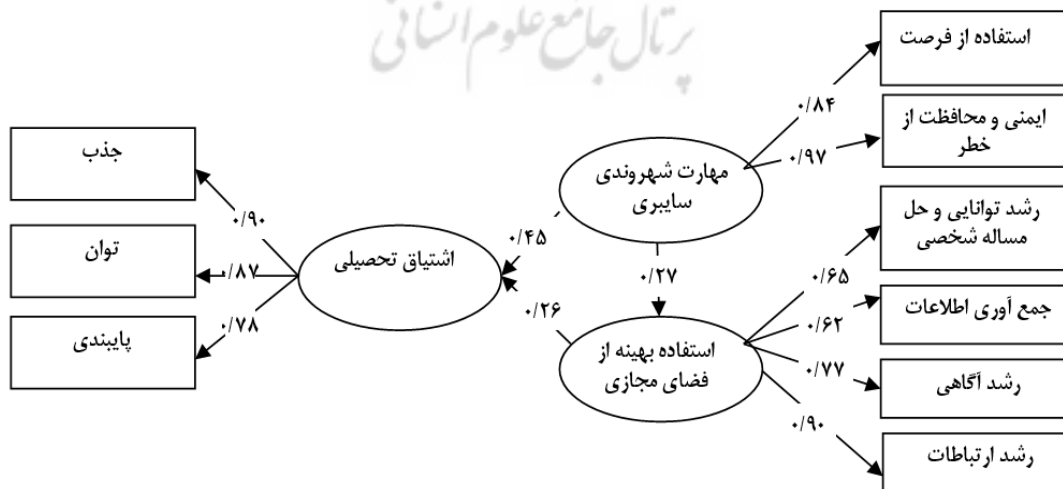 پرتال جامع علوم انسانی
استفاده از فرصت
۰/۸۴
ایمنی و محافظت از
خطر
۰/۹۷
مهارت شهروندی
سایبری
جذب
۰/۹۰
رشد توانایی و حل
مساله شخصی
۰/۶۵
توان
۰/۸۷
اشتیاق تحصیلی
۰/۴۵
۰/۲۷
جمع آوری اطلاعات
۰/۶۲
پایبندی
۰/۷۸
۰/۲۶
استفاده بهینه از
فضای مجازی
رشد آگاهی
۰/۷۷
رشد ارتباطات
۰/۹۰